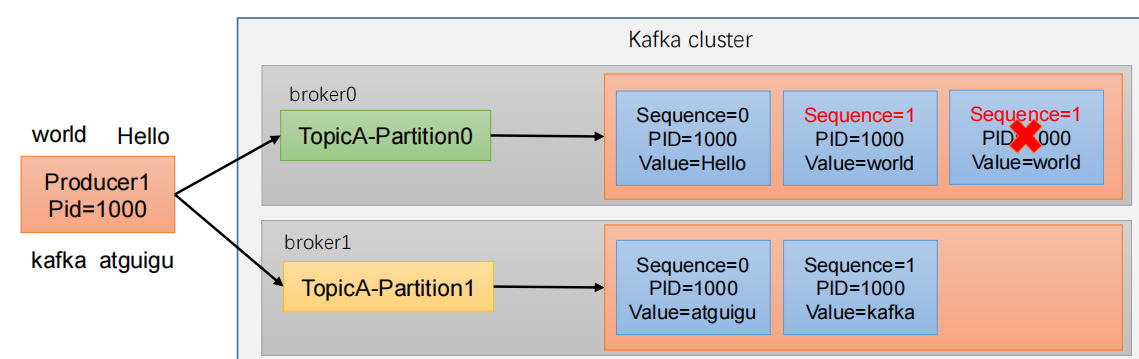 Kafka cluster
broker0
world Hello
Producer1
Pid=1000
kafka atguigu
TopicA-Partition0
Sequence=0
PID=1000
Value=Hello
Sequence=1
PID=1000
Value=world
Sequence=1
PID=1000
Value=world
broker1
TopicA-Partition1
Sequence=0
PID=1000
Value=atguigu
Sequence=1
PID=1000
Value=kafka